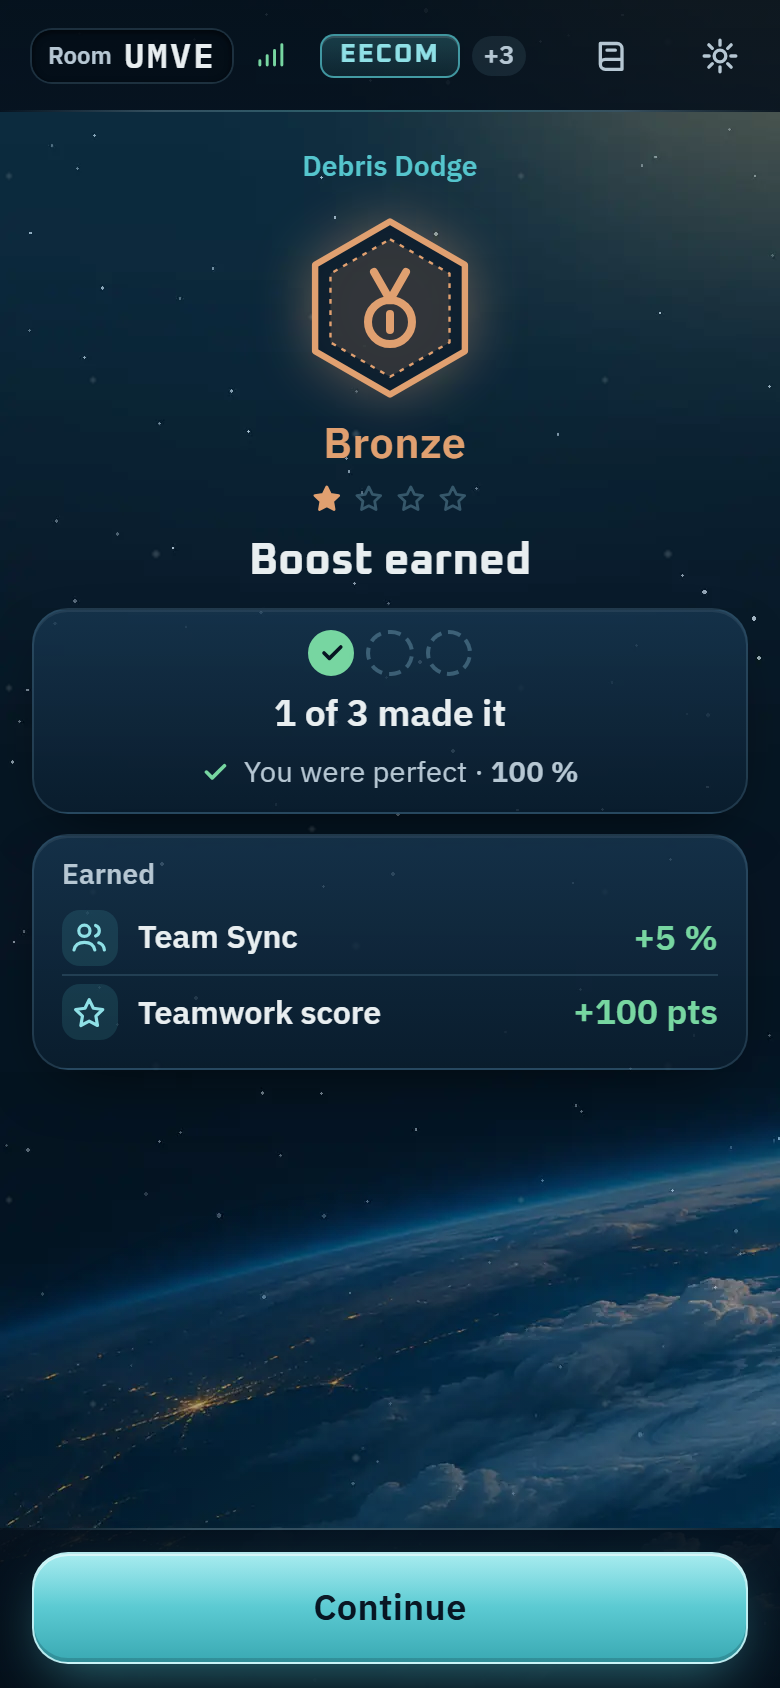 Room UMVE
EECOM
+3
Debris Dodge
Bronze
Boost earned
1 of 3 made it
You were perfect · 100 %
Earned
Team Sync
+5 %
Teamwork score
+100 pts
Continue